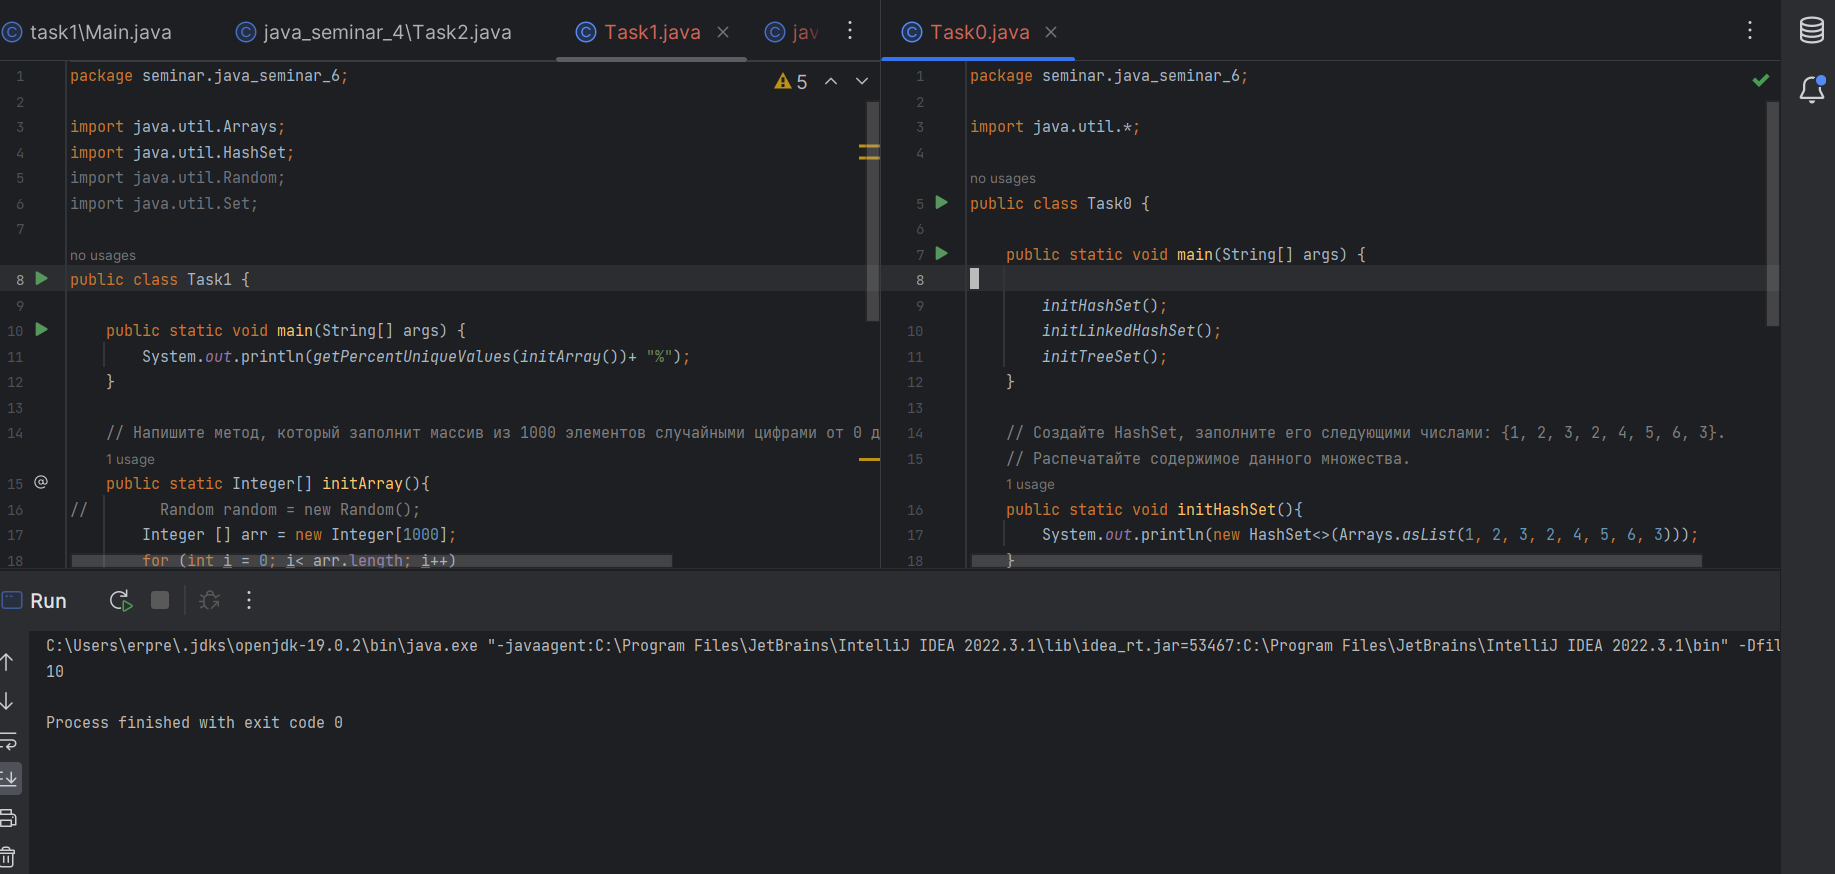 task1\Main.java
java_seminar_4\Task2.java
Task1.java
jav
Task0.java
1 package seminar.java_seminar_6;
5
2
3 import java.util.Arrays;
4 import java.util.HashSet;
5 import java.util.Random;
6 import java.util.Set;
7
no usages
8 public class Task1 {
9
10 public static void main(String[] args) {
11 System.out.println(getPercentUniqueValues(initArray())+ "%");
12 }
13
14 // Напишите метод, который заполнит массив из 1000 элементов случайными цифрами от 0 д
1 usage
15 @ public static Integer[] initArray(){
16 // Random random = new Random();
17 Integer [] arr = new Integer[1000];
18 for (int i = 0; i< arr.length; i++)
1 package seminar.java_seminar_6;
2
3 import java.util.*;
4
no usages
5 public class Task0 {
6
7 public static void main(String[] args) {
8
9 initHashSet();
10 initLinkedHashSet();
11 initTreeSet();
12 }
13
14 // Создайте HashSet, заполните его следующими числами: {1, 2, 3, 2, 4, 5, 6, 3}.
15 // Распечатайте содержимое данного множества.
1 usage
16 public static void initHashSet(){
17 System.out.println(new HashSet<>(Arrays.asList(1, 2, 3, 2, 4, 5, 6, 3)));
18 }
Run
C:\Users\erpre\.jdks\openjdk-19.0.2\bin\java.exe "-javaagent:C:\Program Files\JetBrains\IntelliJ IDEA 2022.3.1\lib\idea_rt.jar=53467:C:\Program Files\JetBrains\IntelliJ IDEA 2022.3.1\bin" -Dfil
10
Process finished with exit code 0